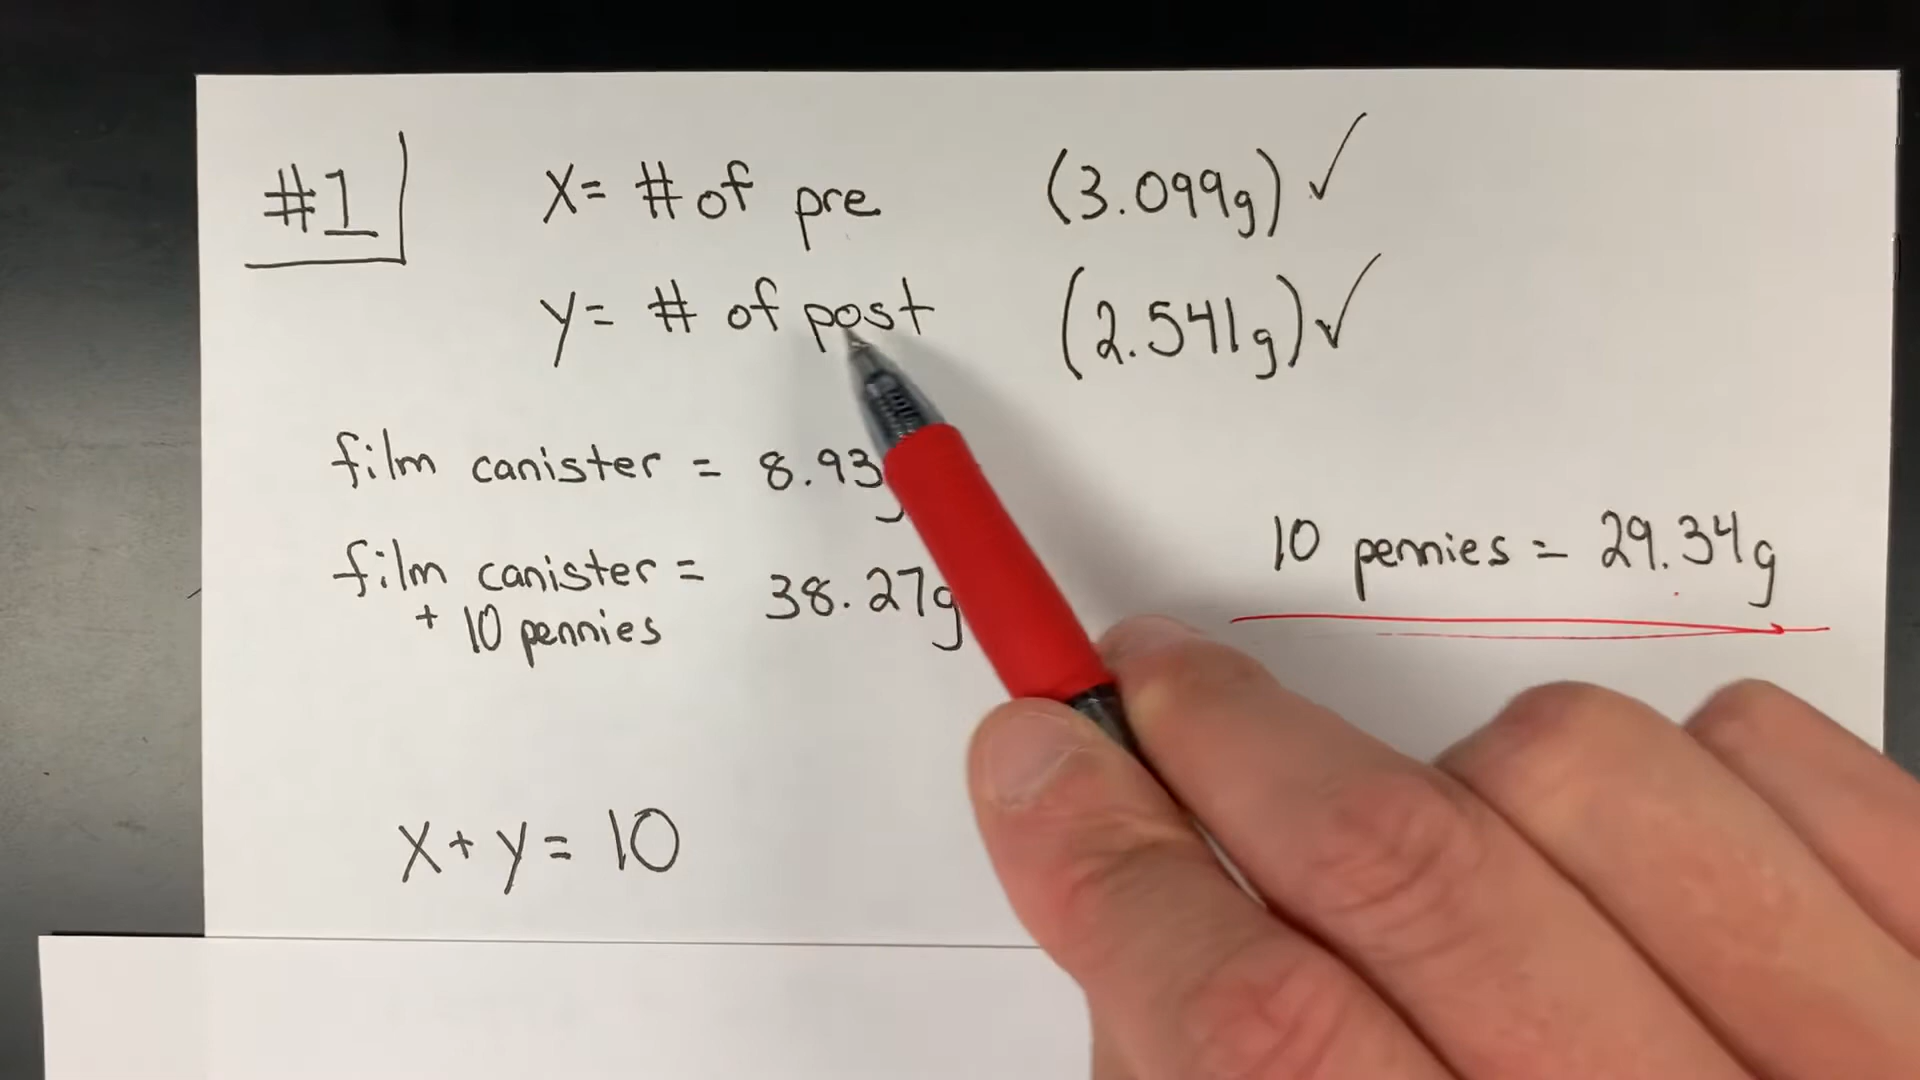 #1
X= # of pre (3.099g) ✓
y= # of post (2.541g) ✓
film canister = 8.93g
film canister = 38.27g
+ 10 pennies
10 pennies = 29.34g
X + y = 10